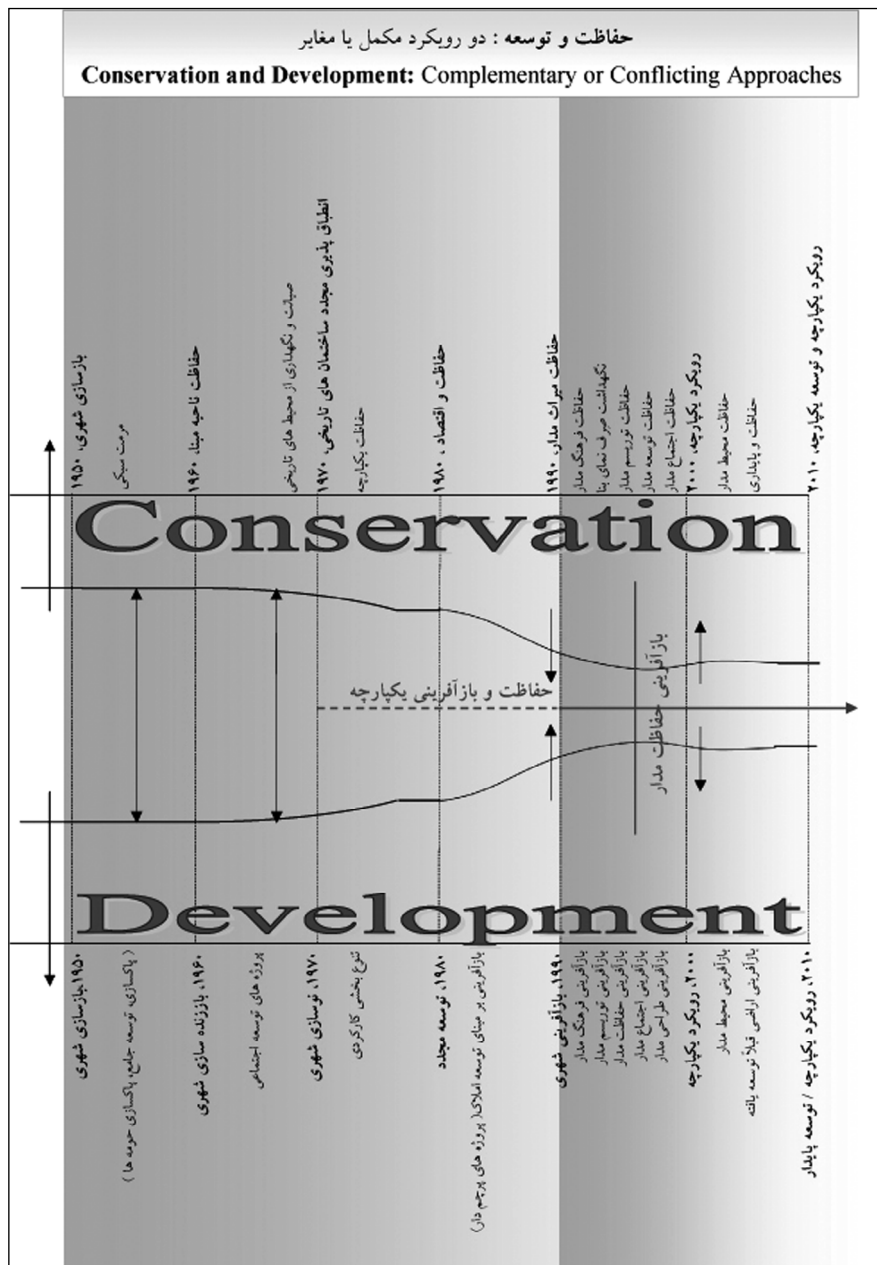 حفاظت و توسعه : دو رویکرد مکمل یا مغایر
Conservation and Development: Complementary or Conflicting Approaches
بازسازی شهری، ۱۹۵۰
مرمت سبکی
حفاظت ناحیه مبنا، ۱۹۶۰
صیانت و نگهداری از محیط های تاریخی
انطباق پذیری مجدد ساختمان های تاریخی، ۱۹۷۰
حفاظت یکپارچه
حفاظت و اقتصاد ، ۱۹۸۰
حفاظت میراث مدار، ۱۹۹۰
حفاظت فرهنگ مدار
نگهداشت صرف نمای بنا
حفاظت توریسم مدار
حفاظت توسعه مدار
حفاظت اجتماع مدار
رویکرد یکپارچه، ۲۰۰۰
حفاظت محیط مدار
حفاظت و پایداری
رویکرد یکپارچه و توسعه یکپارچه، ۲۰۱۰
Conservation
حفاظت و بازآفرینی یکپارچه
بازآفرینی حفاظت مدار
Development
۱۹۵۰،بازسازی شهری
( پاکسازی، توسعه جامع، پاکسازی حومه ها )
۱۹۶۰، باززنده سازی شهری
پروژه های توسعه اجتماعی
۱۹۷۰، نوسازی شهری
تنوع بخشی کارکردی
۱۹۸۰، توسعه مجدد
بازآفرینی بر مبنای توسعه املاک( پروژه های پرچم دار)
۱۹۹۰، بازآفرینی شهری
بازآفرینی فرهنگ مدار
بازآفرینی توریسم مدار
بازآفرینی حفاظت مدار
بازآفرینی اجتماع مدار
بازآفرینی طراحی مدار
۲۰۰۰، رویکرد یکپارچه
بازآفرینی محیط مدار
بازآفرینی اراضی قبلاً توسعه یافته
۲۰۱۰، رویکرد یکپارچه / توسعه پایدار